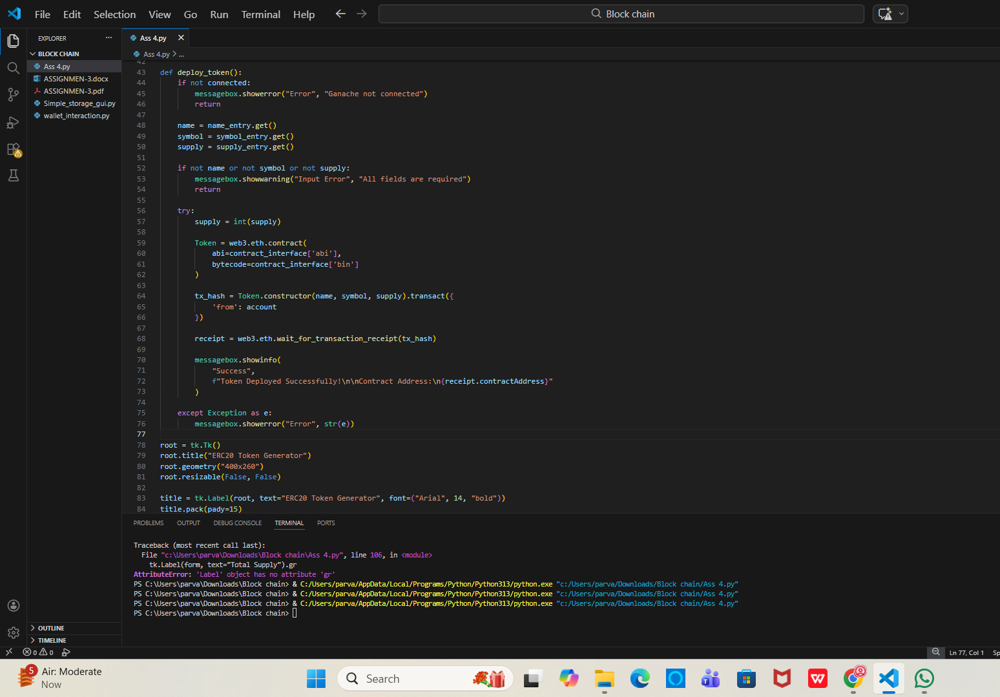 File Edit Selection View Go Run Terminal Help
Block chain
EXPLORER
BLOCK CHAIN
Ass 4.py
ASSIGNMEN-3.docx
ASSIGNMEN-3.pdf
Simple_storage_gui.py
wallet_interaction.py
OUTLINE
TIMELINE
Ass 4.py
Ass 4.py > ...
42
43 def deploy_token():
44 if not connected:
45 messagebox.showerror("Error", "Ganache not connected")
46 return
47
48 name = name_entry.get()
49 symbol = symbol_entry.get()
50 supply = supply_entry.get()
51
52 if not name or not symbol or not supply:
53 messagebox.showwarning("Input Error", "All fields are required")
54 return
55
56 try:
57 supply = int(supply)
58
59 Token = web3.eth.contract(
60 abi=contract_interface['abi'],
61 bytecode=contract_interface['bin']
62 )
63
64 tx_hash = Token.constructor(name, symbol, supply).transact({
65 'from': account
66 })
67
68 receipt = web3.eth.wait_for_transaction_receipt(tx_hash)
69
70 messagebox.showinfo(
71 "Success",
72 f"Token Deployed Successfully!\n\nContract Address:\n{receipt.contractAddress}"
73 )
74
75 except Exception as e:
76 messagebox.showerror("Error", str(e))
77
78 root = tk.Tk()
79 root.title("ERC20 Token Generator")
80 root.geometry("400x260")
81 root.resizable(False, False)
82
83 title = tk.Label(root, text="ERC20 Token Generator", font=("Arial", 14, "bold"))
84 title.pack(pady=15)
PROBLEMS OUTPUT DEBUG CONSOLE TERMINAL PORTS
Traceback (most recent call last):
File "c:\Users\parva\Downloads\Block chain\Ass 4.py", line 106, in <module>
tk.Label(form, text="Total Supply").gr
AttributeError: 'Label' object has no attribute 'gr'
PS C:\Users\parva\Downloads\Block chain> & C:/Users/parva/AppData/Local/Programs/Python/Python313/python.exe "c:/Users/parva/Downloads/Block chain/Ass 4.py"
PS C:\Users\parva\Downloads\Block chain> & C:/Users/parva/AppData/Local/Programs/Python/Python313/python.exe "c:/Users/parva/Downloads/Block chain/Ass 4.py"
PS C:\Users\parva\Downloads\Block chain> & C:/Users/parva/AppData/Local/Programs/Python/Python313/python.exe "c:/Users/parva/Downloads/Block chain/Ass 4.py"
PS C:\Users\parva\Downloads\Block chain>
0 0
Ln 77, Col 1 Sp
5 Air: Moderate
Now
Search